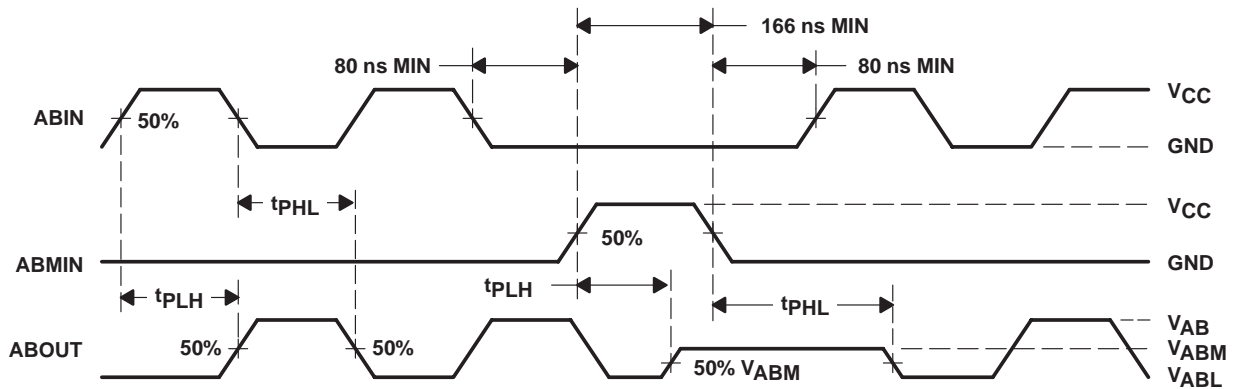 166 ns MIN
80 ns MIN
80 ns MIN
ABIN
50%
VCC
GND
tPHL
VCC
50%
ABMIN
GND
tPLH
tPLH
tPHL
ABOUT
50%
50%
50% VABM
VAB
VABM
VABL